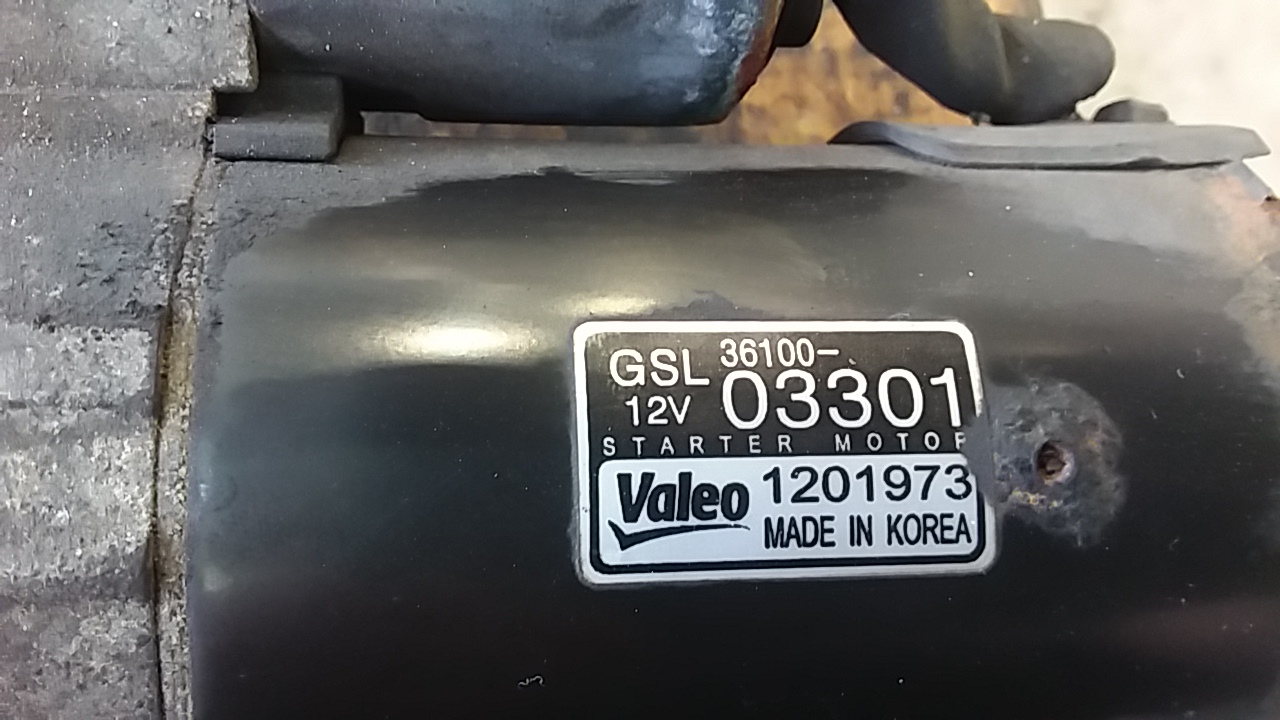 GSL 36100-
12V 03301
STARTER MOTOR
Valeo 1201973
MADE IN KOREA